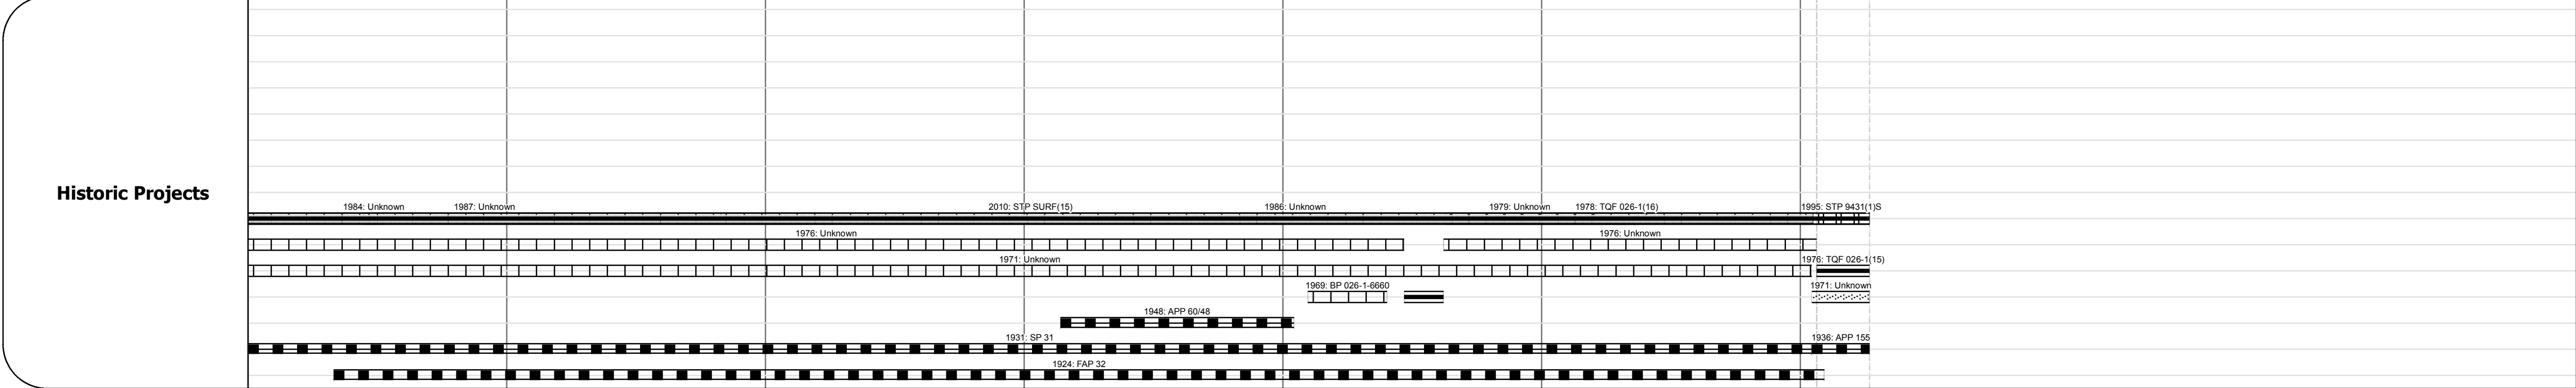 Historic Projects
1984: Unknown 1987: Unknown 2010: STP SURF(15) 1986: Unknown 1979: Unknown 1978: TQF 026-1(16) 1995: STP 9431(1)S
1976: Unknown 1976: Unknown
1971: Unknown 1976: TQF 026-1(15)
1969: BP 026-1-6660 1971: Unknown
1948: APP 60/48
1931: SP 31 1936: APP 155
1924: FAP 32